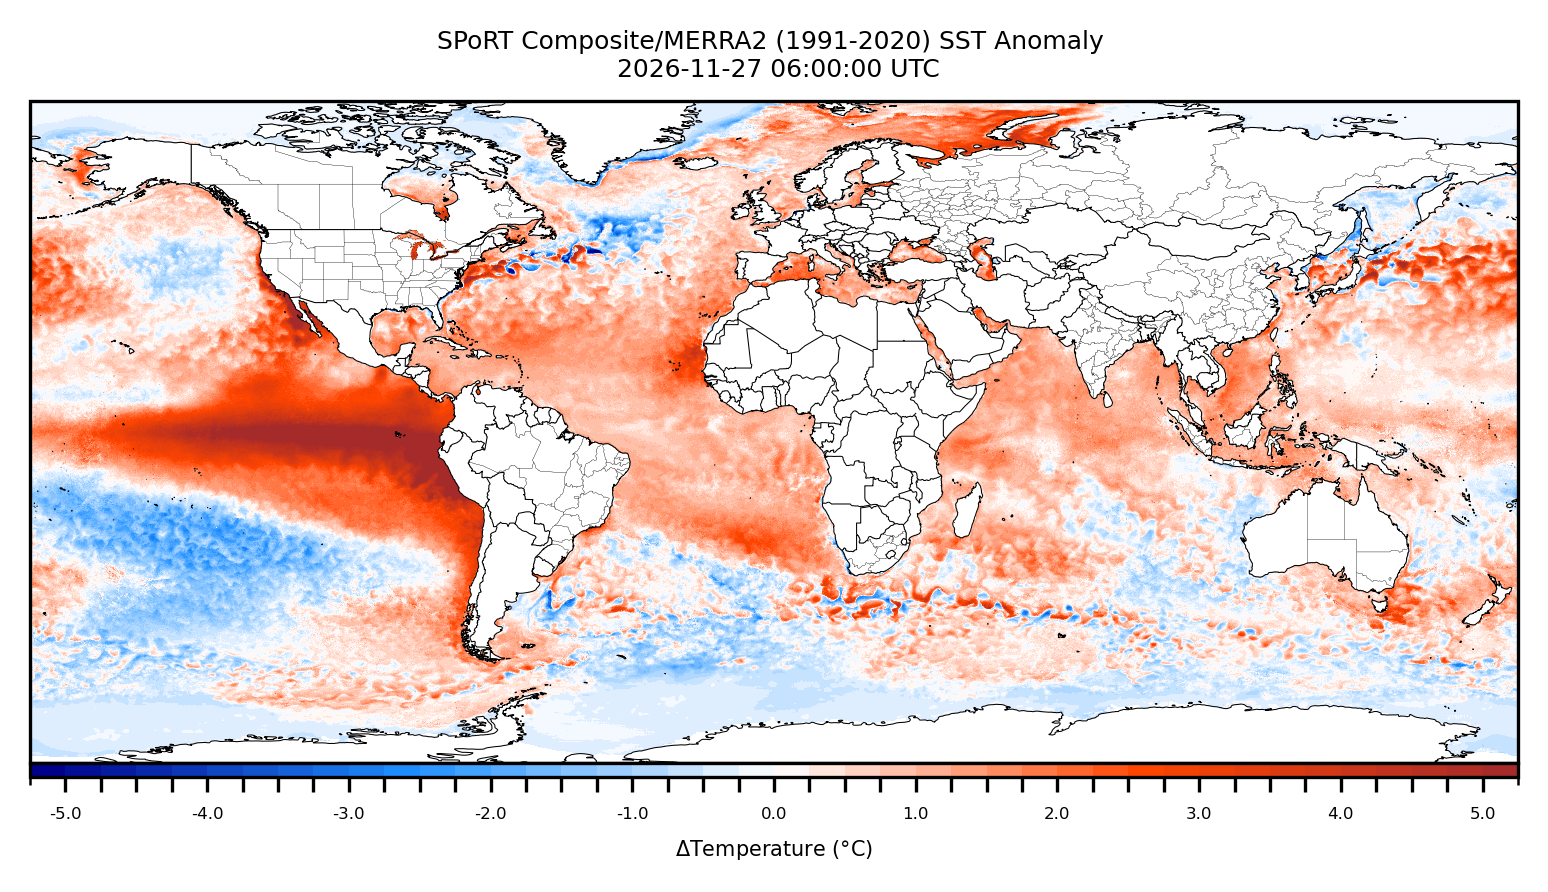 SPoRT Composite/MERRA2 (1991-2020) SST Anomaly
2026-11-27 06:00:00 UTC
-5.0 -4.0 -3.0 -2.0 -1.0 0.0 1.0 2.0 3.0 4.0 5.0
ΔTemperature (°C)